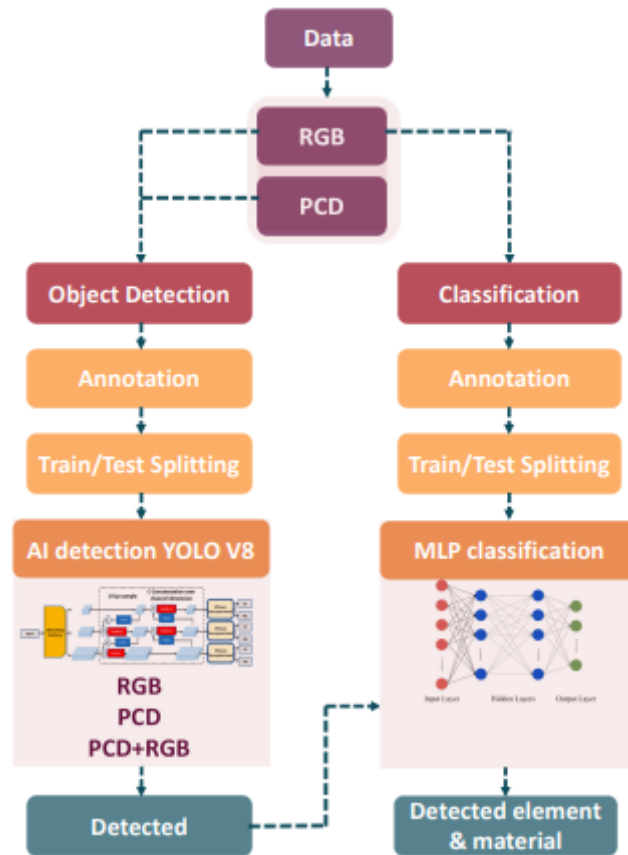 Data
RGB
PCD
Object Detection
Classification
Annotation
Annotation
Train/Test Splitting
Train/Test Splitting
AI detection YOLO V8
MLP classification
RGB
PCD
PCD+RGB
Input Layer
Hidden Layers
Output Layer
Detected
Detected element
& material